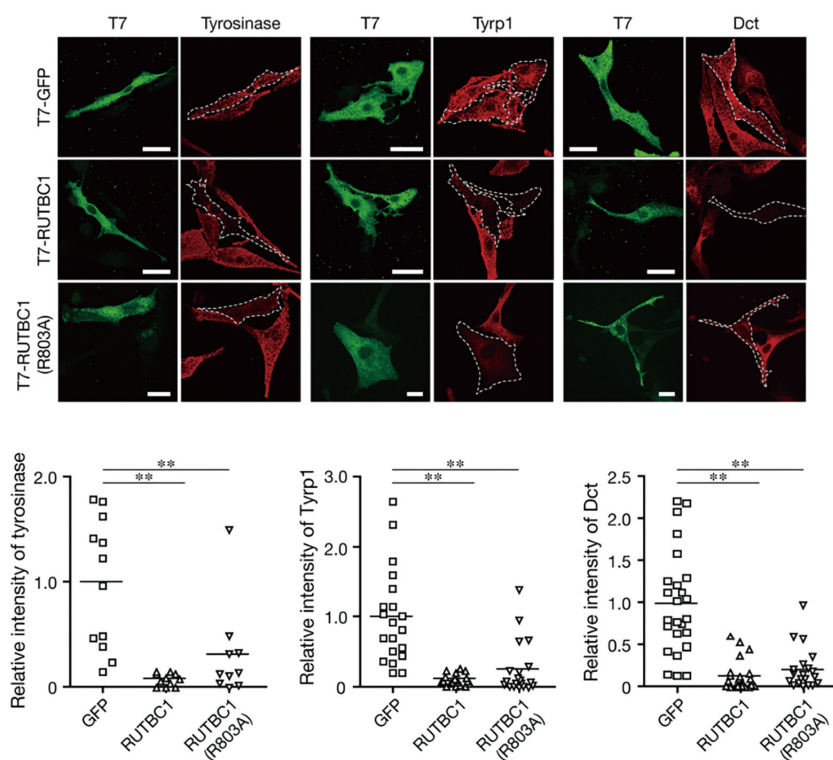 T7 Tyrosinase T7 Tyrp1 T7 Dct
T7-GFP
T7-RUTBC1
T7-RUTBC1
(R803A)
Relative intensity of tyrosinase
2.0
1.0
0
**
**
GFP
RUTBC1
RUTBC1
(R803A)
Relative intensity of Tyrp1
3.0
2.0
1.0
0
**
**
GFP
RUTBC1
RUTBC1
(R803A)
Relative intensity of Dct
2.5
2.0
1.5
1.0
0.5
0
**
**
GFP
RUTBC1
RUTBC1
(R803A)